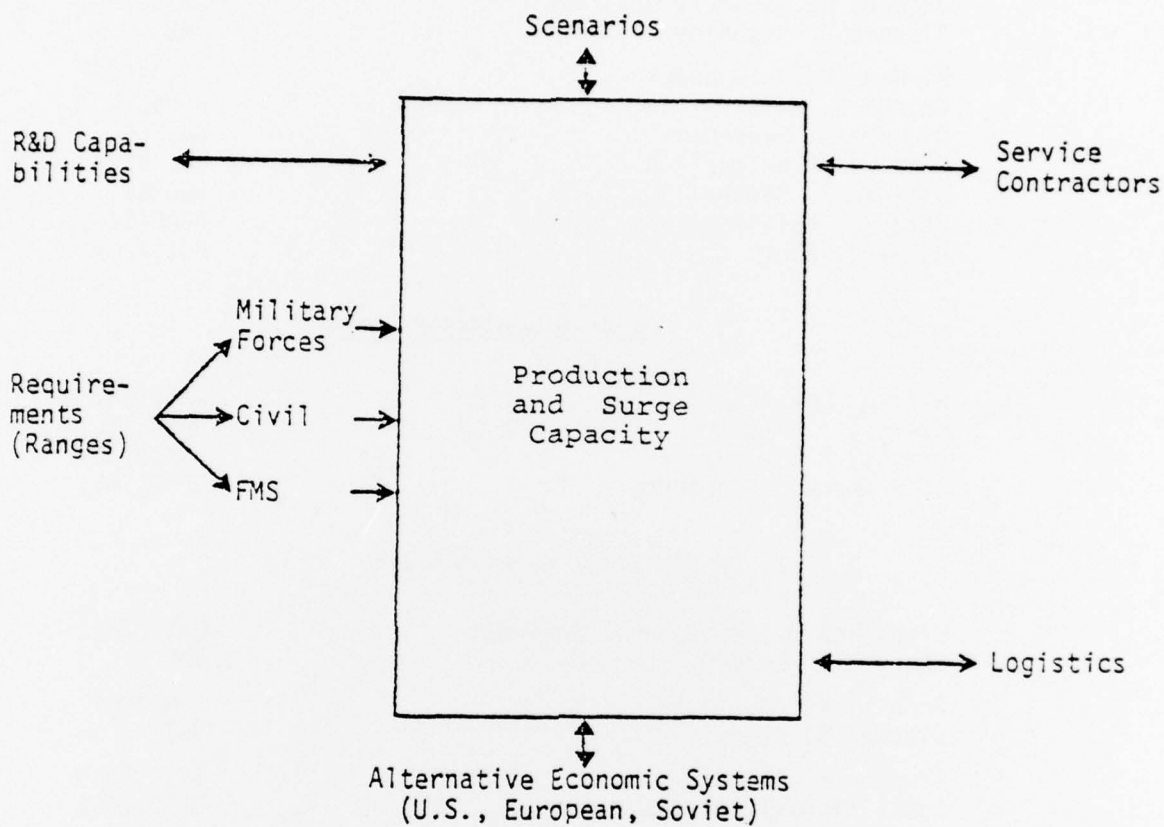 Scenarios
R&D Capa-
bilities
Service
Contractors
Military
Forces
Require-
ments
(Ranges)
Civil
FMS
Production
and Surge
Capacity
Logistics
Alternative Economic Systems
(U.S., European, Soviet)